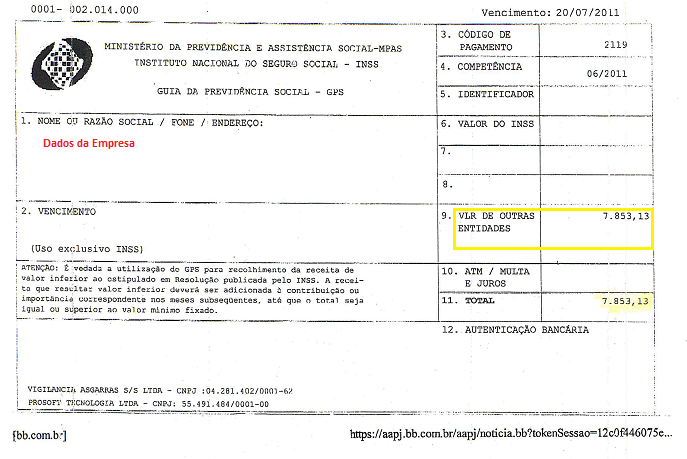 0001- 002.014.000
Vencimento: 20/07/2011
MINISTÉRIO DA PREVIDÊNCIA E ASSISTÊNCIA SOCIAL-MPAS
INSTITUTO NACIONAL DO SEGURO SOCIAL - INSS
GUIA DA PREVIDÊNCIA SOCIAL - GPS
3. CÓDIGO DE
PAGAMENTO
2119
4. COMPETÊNCIA
06/2011
5. IDENTIFICADOR
1. NOME OU RAZÃO SOCIAL / FONE / ENDEREÇO:
Dados da Empresa
6. VALOR DO INSS
7.
8.
2. VENCIMENTO
(Uso exclusivo INSS)
9. VLR DE OUTRAS
ENTIDADES
7.853,13
ATENÇÃO: É vedada a utilização de GPS para recolhimento da receita de
valor inferior ao estipulado em Resolução publicada pelo INSS. A recei-
ta que resultar valor inferior deverá ser adicionada à contribuição ou
importância correspondente nos meses subseqüentes, até que o total seja
igual ou superior ao valor mínimo fixado.
10. ATM / MULTA
E JUROS
11. TOTAL
7.853,13
12. AUTENTICAÇÃO BANCÁRIA
VIGILANCIA ASGARRAS S/S LTDA - CNPJ :04.281.402/0001-62
PROSOFT TECNOLOGIA LTDA - CNPJ: 55.491.484/0001-00
[bb.com.br]
https://aapj.bb.com.br/aapj/noticia.bb?tokenSessao=12c0f446075e...